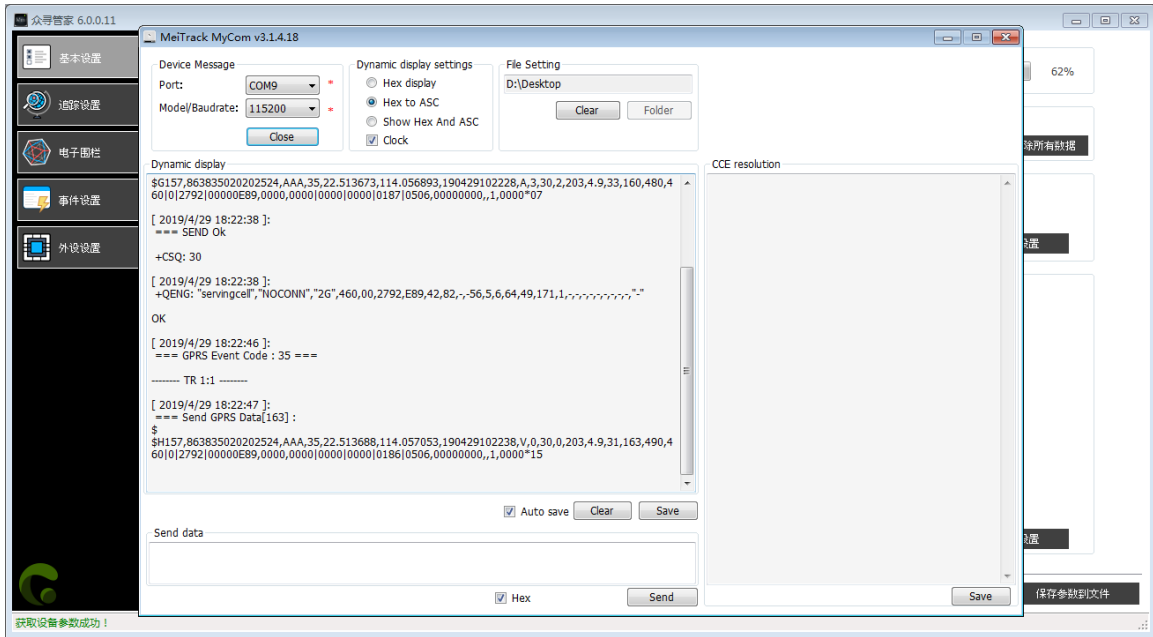 众寻管家 6.0.0.11
MeiTrack MyCom v3.1.4.18
基本设置
追踪设置
电子围栏
事件设置
外设设置
Device Message
Port:
COM9
*
Model/Baudrate:
115200
*
Close
Dynamic display settings
Hex display
Hex to ASC
Show Hex And ASC
Clock
File Setting
D:\Desktop
Clear
Folder
62%
除所有数据
Dynamic display
$G157,863835020202524,AAA,35,22.513673,114.056893,190429102228,A,3,30,2,203,4.9,33,160,480,4
60|0|2792|00000E89,0000,0000|0000|0000|0187|0506,00000000,,1,0000*07
[ 2019/4/29 18:22:38 ]:
=== SEND Ok
+CSQ: 30
[ 2019/4/29 18:22:38 ]:
+QENG: "servingcell","NOCONN","2G",460,00,2792,E89,42,82,-,-56,5,6,64,49,171,1,-,-,-,-,-,-,-,-,-,"-"
OK
[ 2019/4/29 18:22:46 ]:
=== GPRS Event Code : 35 ===
-------- TR 1:1 --------
[ 2019/4/29 18:22:47 ]:
=== Send GPRS Data[163] :
$
$H157,863835020202524,AAA,35,22.513688,114.057053,190429102238,V,0,30,0,203,4.9,31,163,490,4
60|0|2792|00000E89,0000,0000|0000|0000|0186|0506,00000000,,1,0000*15
CCE resolution
设置
Auto save
Clear
Save
Send data
Hex
Send
Save
设置
保存参数到文件
获取设备参数成功！